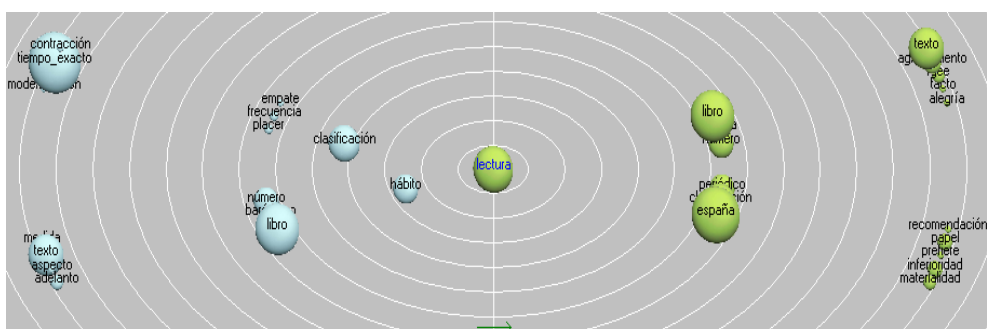 contracción
tiempo_exacto
empate
frecuencia
placer
clasificación
hábito
número
libro
texto
aspecto
adelanto
lectura
libro
periódico
españa
texto
tacto
alegría
recomendación
papel
prefiere
inferioridad
materialidad